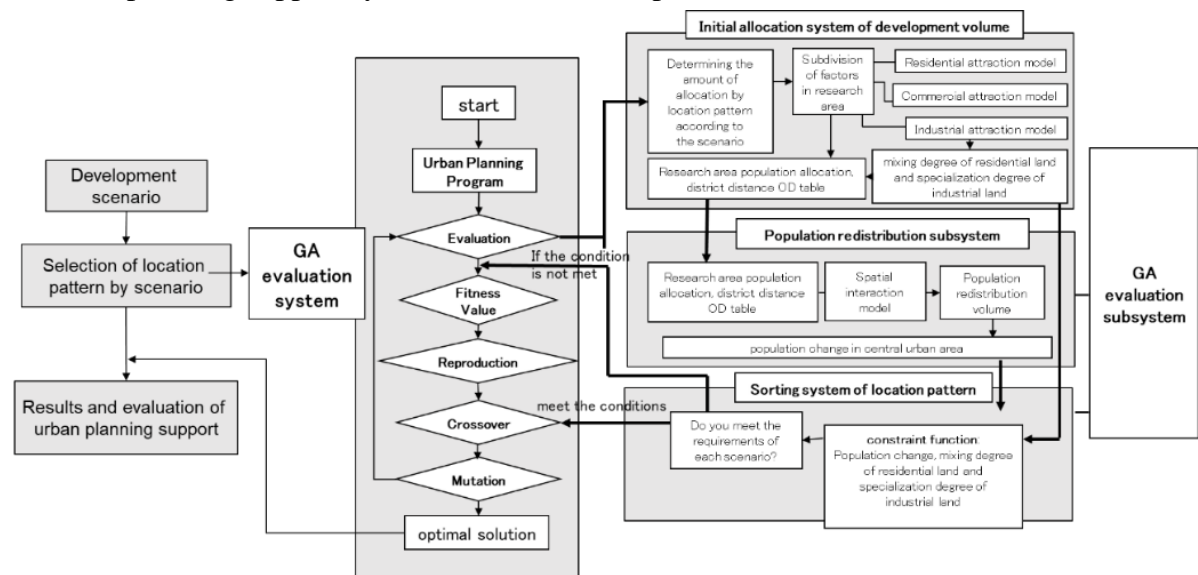 Development
scenario
Selection of location
pattern by scenario
Results and evaluation of
urban planning support
GA
evaluation
system
start
Urban Planning
Program
Evaluation
If the condition
is not met
Fitness
Value
Reproduction
meet the conditions
Crossover
Mutation
optimal solution
Initial allocation system of development volume
Determining the
amount of
allocation by
location pattern
according to
the scenario
Subdivision
of factors
in research
area
Residential attraction model
Commercial attraction model
Industrial attraction model
Research area population allocation,
district distance OD table
mixing degree of residential land
and specialization degree of
industrial land
Population redistribution subsystem
Research area population
allocation, district distance
OD table
Spatial
interaction
model
Population
redistribution
volume
population change in central urban area
Sorting system of location pattern
Do you meet the
requirements of
each scenario?
constraint function:
Population change, mixing degree
of residential land and
specialization degree of
industrial land
GA
evaluation
subsystem